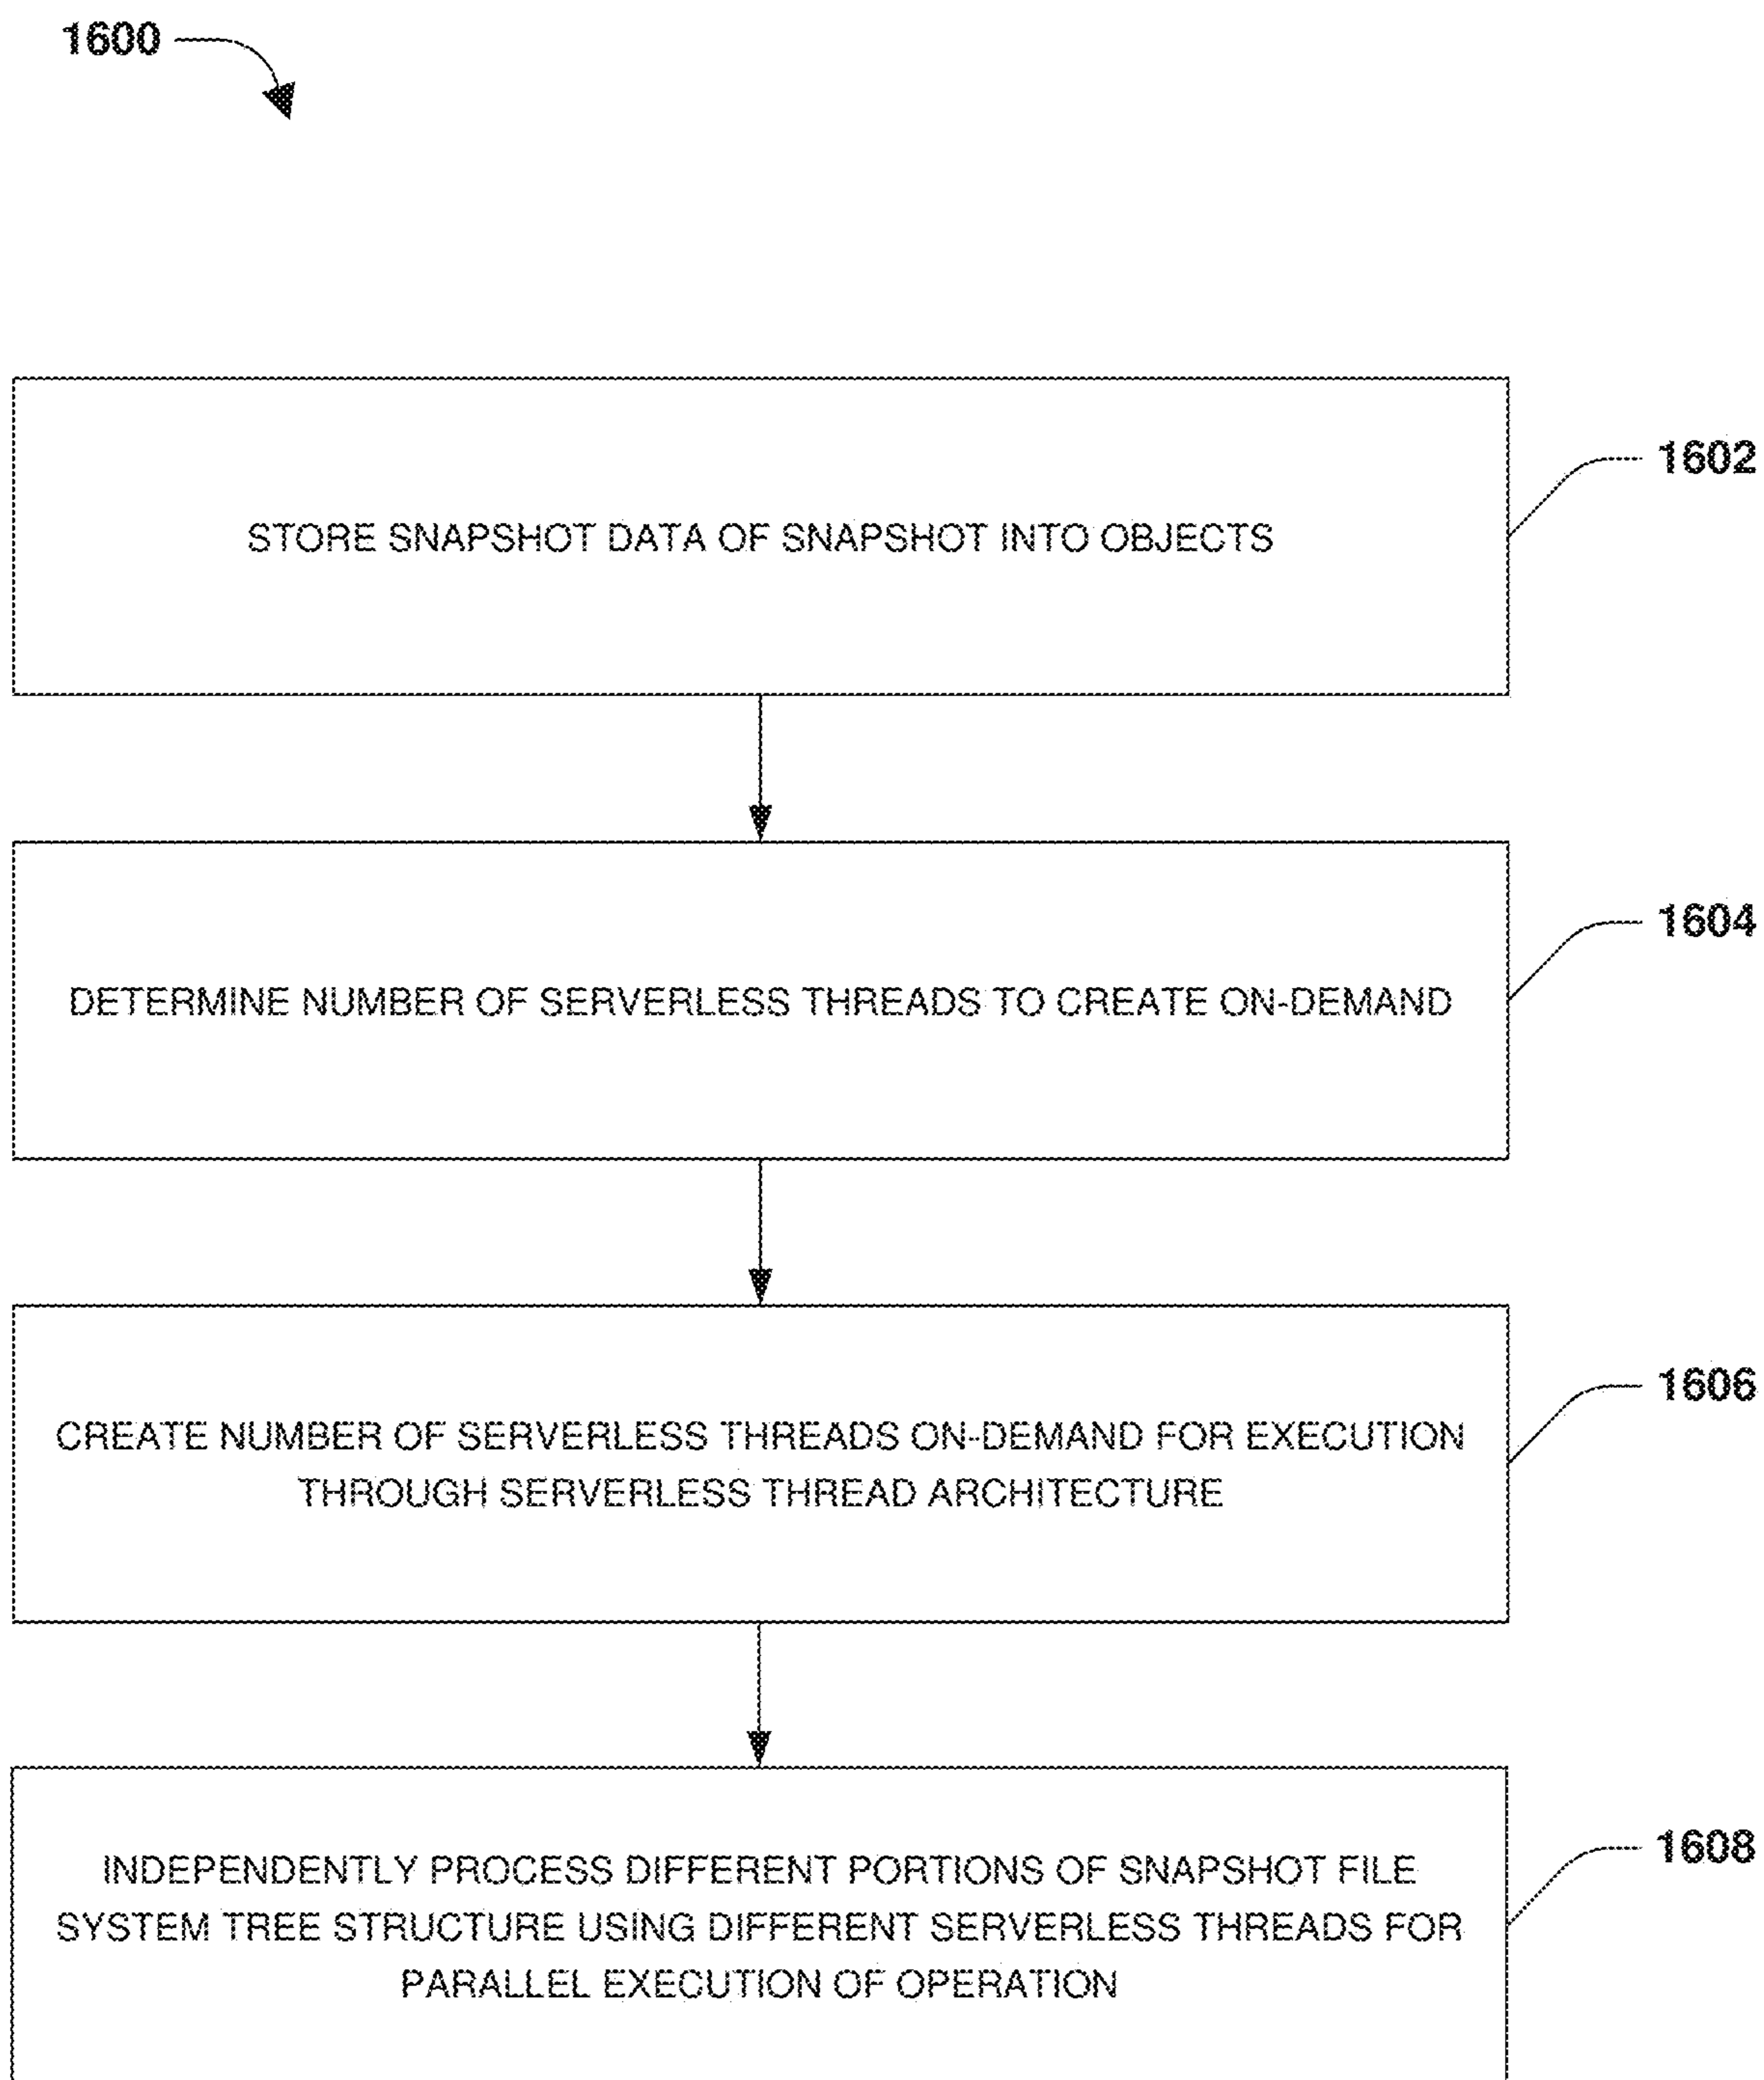 1600
STORE SNAPSHOT DATA OF SNAPSHOT INTO OBJECTS
1602
DETERMINE NUMBER OF SERVERLESS THREADS TO CREATE ON-DEMAND
1604
CREATE NUMBER OF SERVERLESS THREADS ON-DEMAND FOR EXECUTION
THROUGH SERVERLESS THREAD ARCHITECTURE
1606
INDEPENDENTLY PROCESS DIFFERENT PORTIONS OF SNAPSHOT FILE
SYSTEM TREE STRUCTURE USING DIFFERENT SERVERLESS THREADS FOR
PARALLEL EXECUTION OF OPERATION
1608